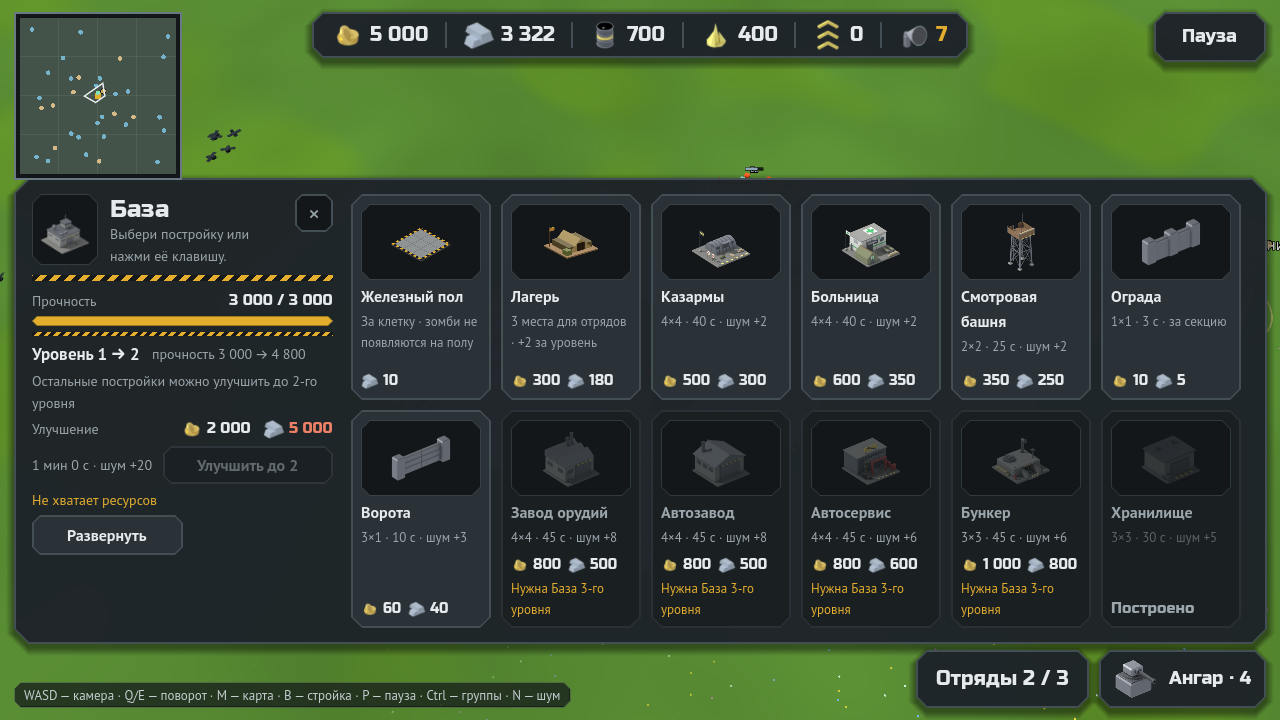 5 000 3 322 700 400 0 7
Пауза
База
×
Выбери постройку или
нажми её клавишу.
Прочность 3 000 / 3 000
Уровень 1 → 2 прочность 3 000 → 4 800
Остальные постройки можно улучшить до 2-го
уровня
Улучшение 2 000 5 000
1 мин 0 с · шум +20 Улучшить до 2
Не хватает ресурсов
Развернуть
Железный пол
За клетку · зомби не
появляются на полу
10
Лагерь
3 места для отрядов
· +2 за уровень
300 180
Казармы
4×4 · 40 с · шум +2
500 300
Больница
4×4 · 40 с · шум +2
600 350
Смотровая
башня
2×2 · 25 с · шум +2
350 250
Ограда
1×1 · 3 с · за секцию
10 5
Ворота
3×1 · 10 с · шум +3
60 40
Завод орудий
4×4 · 45 с · шум +8
800 500
Нужна База 3-го
уровня
Автозавод
4×4 · 45 с · шум +8
800 500
Нужна База 3-го
уровня
Автосервис
4×4 · 45 с · шум +6
800 600
Нужна База 3-го
уровня
Бункер
3×3 · 45 с · шум +6
1 000 800
Нужна База 3-го
уровня
Хранилище
3×3 · 30 с · шум +5
Построено
WASD — камера · Q/E — поворот · M — карта · B — стройка · P — пауза · Ctrl — группы · N — шум
Отряды 2 / 3
Ангар · 4